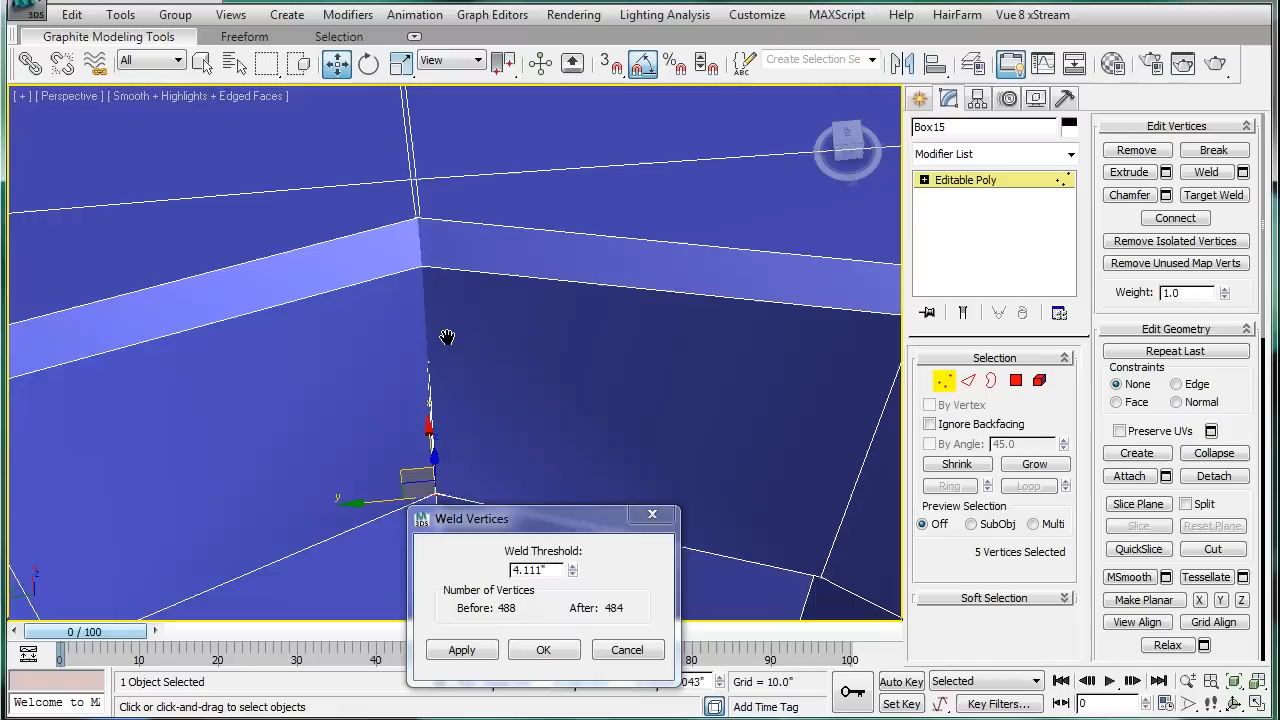 3DS
Edit Tools Group Views Create Modifiers Animation Graph Editors Rendering Lighting Analysis Customize MAXScript Help HairFarm Vue 8 xStream
Graphite Modeling Tools Freeform Selection
All View 3 % ABC Create Selection Se
[ + ] [ Perspective ] [ Smooth + Highlights + Edged Faces ]
Box15
Modifier List
Editable Poly
Edit Vertices
Remove Break
Extrude Weld
Chamfer Target Weld
Connect
Remove Isolated Vertices
Remove Unused Map Verts
Weight: 1.0
Selection
By Vertex
Ignore Backfacing
By Angle: 45.0
Shrink Grow
Ring Loop
Preview Selection
Off SubObj Multi
5 Vertices Selected
Soft Selection
Edit Geometry
Repeat Last
Constraints
None Edge
Face Normal
Preserve UVs
Create Collapse
Attach Detach
Slice Plane Split
Slice Reset Plane
QuickSlice Cut
MSmooth Tessellate
Make Planar X Y Z
View Align Grid Align
Relax
y
z
x
z
Weld Vertices
Weld Threshold:
4.111"
Number of Vertices
Before: 488 After: 484
Apply OK Cancel
0 / 100
0 10 20 30 40 80 90 100
1 Object Selected 043" Grid = 10.0" Auto Key Selected
Welcome to M Click or click-and-drag to select objects Add Time Tag Set Key Key Filters... 0